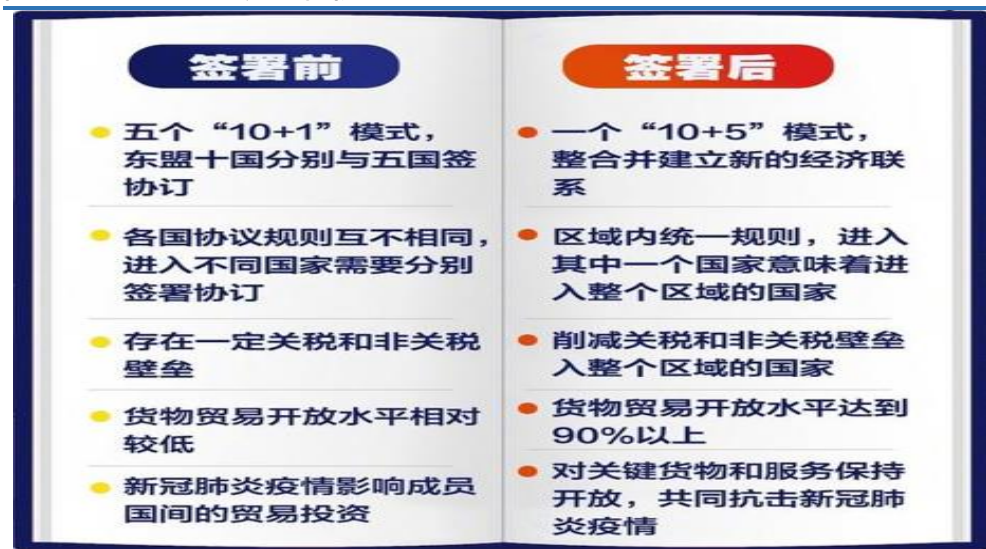 签署前
五个“10+1”模式，
东盟十国分别与五国签
协订
各国协议规则互不相同，
进入不同国家需要分别
签署协订
存在一定关税和非关税
壁垒
货物贸易开放水平相对
较低
新冠肺炎疫情影响成员
国间的贸易投资
签署后
一个“10+5”模式，
整合并建立新的经济联
系
区域内统一规则，进入
其中一个国家意味着进
入整个区域的国家
削减关税和非关税壁垒
入整个区域的国家
货物贸易开放水平达到
90%以上
对关键货物和服务保持
开放，共同抗击新冠肺
炎疫情